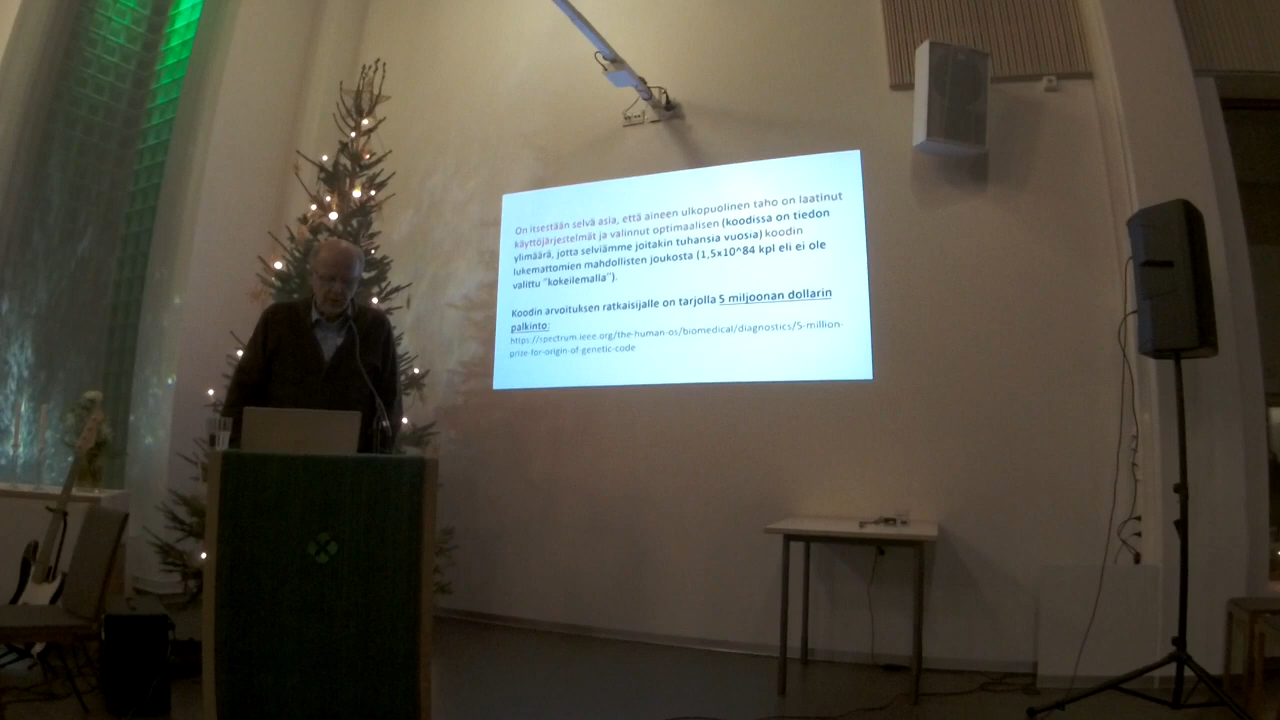 On itsestään selvä asia, että aineen ulkopuolinen taho on laatinut
käyttöjärjestelmät ja valinnut optimaalisen (koodissa on tiedon
ylimäärä, jotta selviämme joitakin tuhansia vuosia) koodin
lukemattomien mahdollisten joukosta (1,5x10^84 kpl eli ei ole
valittu "kokeilemalla").
Koodin arvoituksen ratkaisijalle on tarjolla 5 miljoonan dollarin
palkinto:
https://spectrum.ieee.org/the-human-os/biomedical/diagnostics/5-million-
prize-for-origin-of-genetic-code